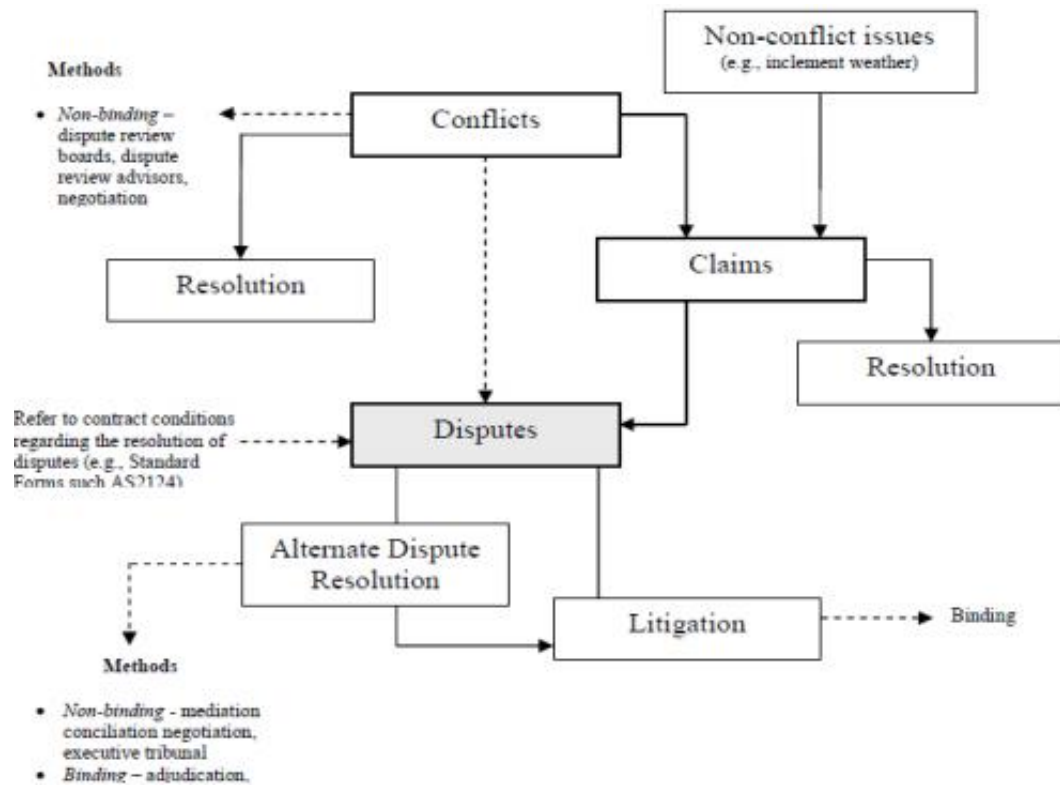 Non-conflict issues
(e.g., inclement weather)
Methods
• Non-binding –
dispute review
boards, dispute
review advisors,
negotiation
Conflicts
Claims
Resolution
Resolution
Refer to contract conditions
regarding the resolution of
disputes (e.g., Standard
Forms such AS2124)
Disputes
Alternate Dispute
Resolution
Litigation
Binding
Methods
• Non-binding - mediation
conciliation negotiation,
executive tribunal
• Binding – adjudication,